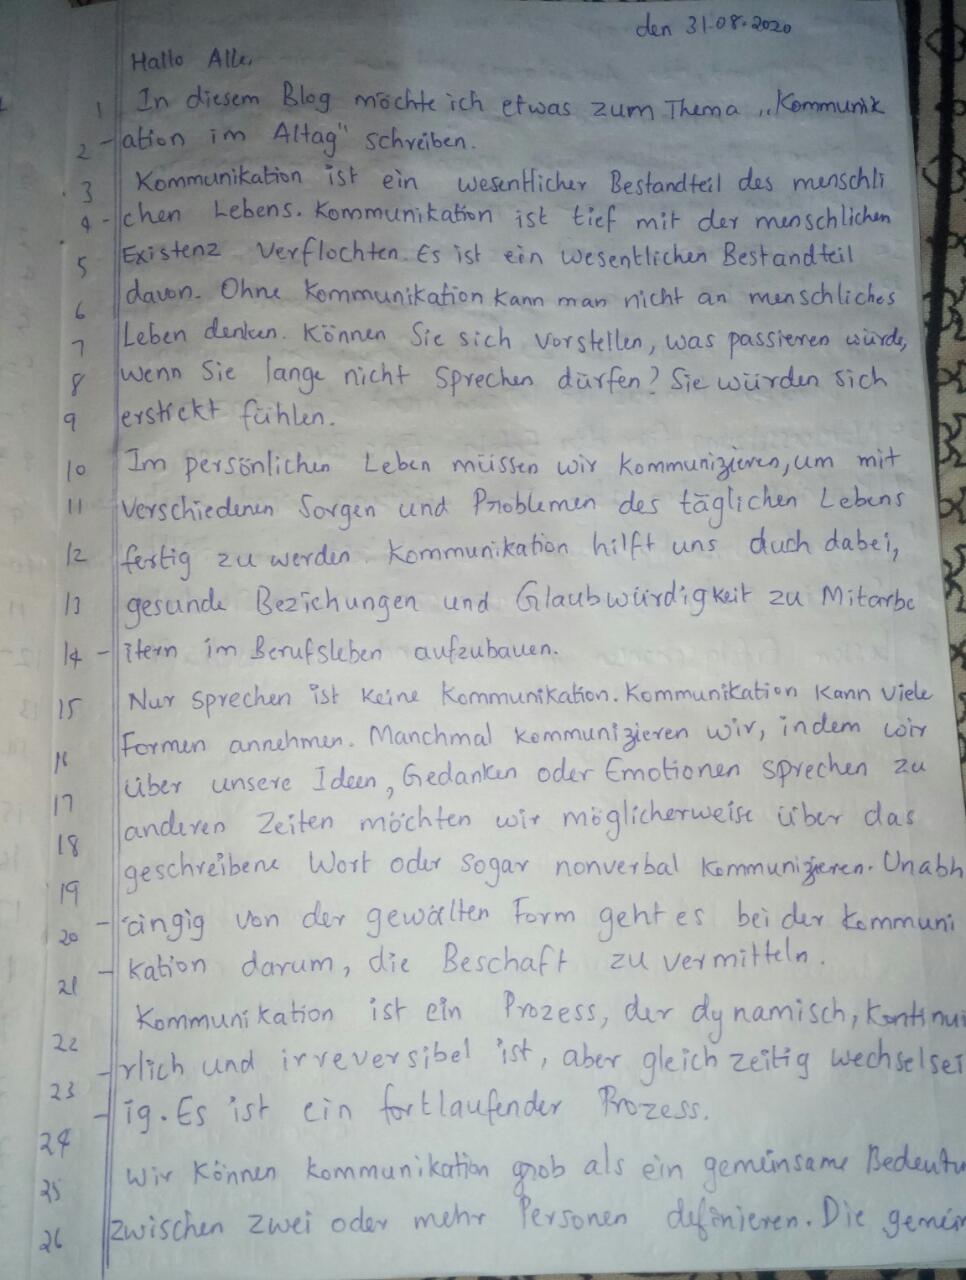 den 31.08.2020
Hallo Alle,
1 In diesem Blog möchte ich etwas zum Thema ,,Kommunik
2 -ation im Altag" schreiben.
3 Kommunikation ist ein wesentlicher Bestandteil des menschli
4 -chen Lebens. Kommunikation ist tief mit der menschlichen
5 Existenz verflochten. Es ist ein wesentlichen Bestandteil
6 davon. Ohne Kommunikation kann man nicht an menschliches
7 Leben denken. Können Sie sich vorstellen, was passieren würde,
8 wenn Sie lange nicht sprechen dürfen? Sie würden sich
9 erstickt fühlen.
10 Im persönlichen Leben müssen wir kommunizieren, um mit
11 verschiedenen Sorgen und Problemen des täglichen Lebens
12 fertig zu werden. Kommunikation hilft uns duch dabei,
13 gesunde Beziehungen und Glaubwürdigkeit zu Mitarbe
14 -itern im Berufsleben aufzubauen.
15 Nur sprechen ist keine Kommunikation. Kommunikation kann viele
16 Formen annehmen. Manchmal kommunizieren wir, indem wir
17 über unsere Ideen, Gedanken oder Emotionen sprechen zu
18 anderen Zeiten möchten wir möglicherweise über das
19 geschreibene Wort oder sogar nonverbal kommunizieren. Unabh
20 -ängig von der gewälten Form geht es bei der Kommuni
21 -kation darum, die Beschaft zu vermitteln.
22 Kommunikation ist ein Prozess, der dynamisch, kontinui
23 -rlich und irreversibel ist, aber gleichzeitig wechselsei
24 -ig. Es ist ein fortlaufender Prozess.
25 Wir können kommunikation grob als ein gemeinsame Bedeutu
26 zwischen zwei oder mehr Personen definieren. Die gemein